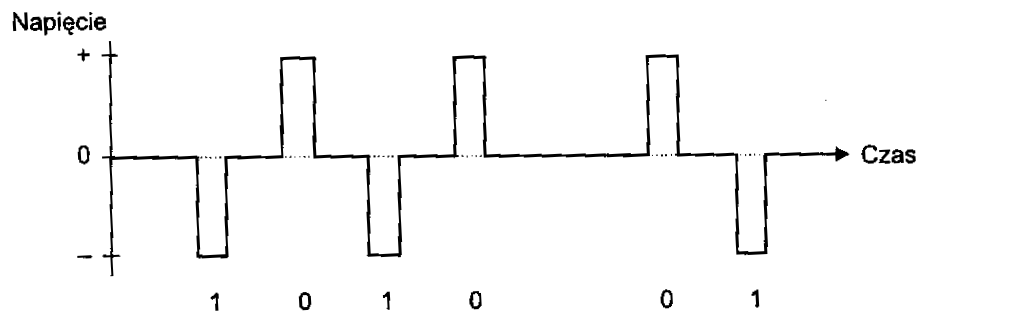 Napięcie
+
0
Czas
–
1 0 1 0 0 1